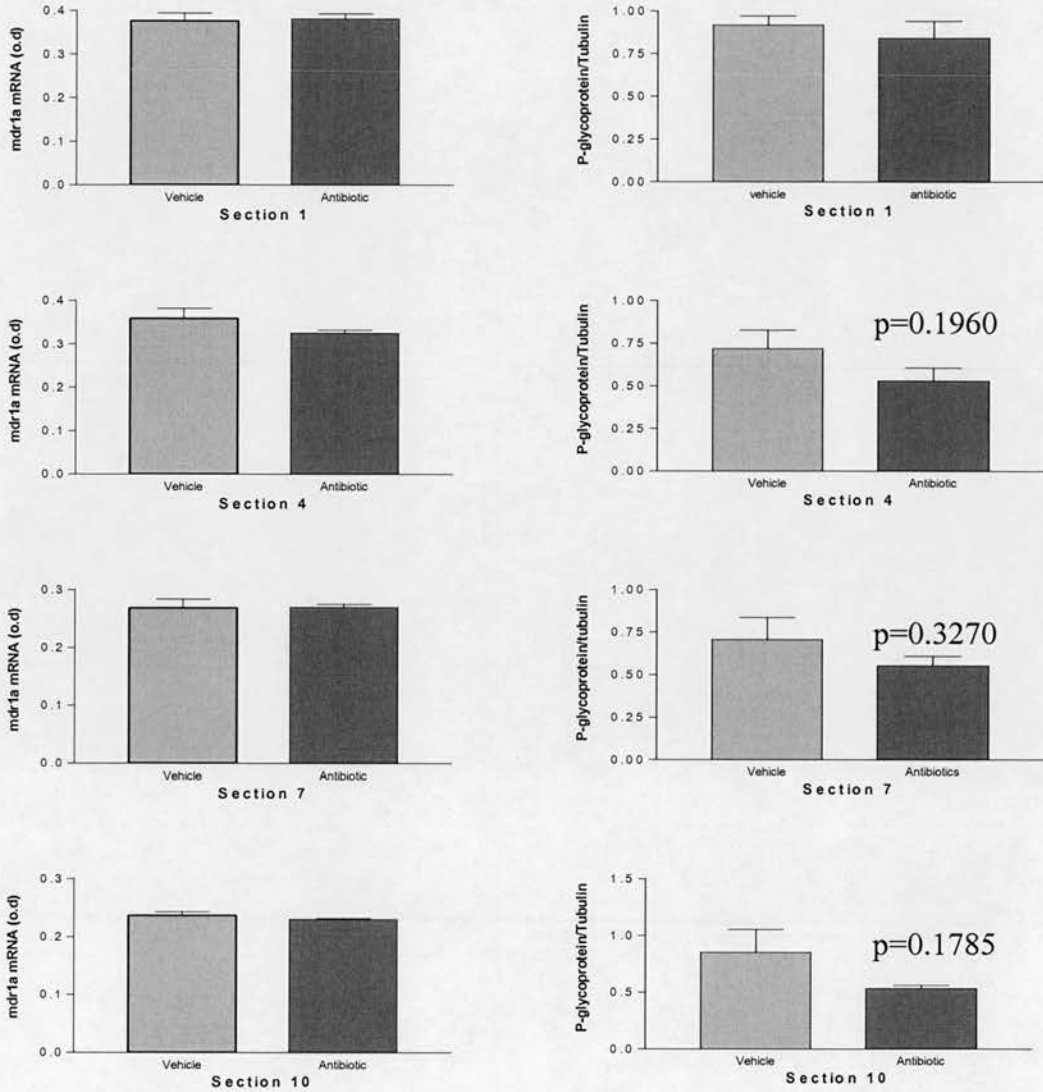 mdr1a mRNA (o.d)
0.4
0.3
0.2
0.1
0.0
Vehicle Antibiotic
Section 1
P-glycoprotein/Tubulin
1.00
0.75
0.50
0.25
0.00
vehicle antibiotic
Section 1
mdr1a mRNA (o.d)
0.4
0.3
0.2
0.1
0.0
Vehicle Antibiotic
Section 4
P-glycoprotein/Tubulin
1.00
0.75
0.50
0.25
0.00
p=0.1960
Vehicle Antibiotic
Section 4
mdr1a mRNA (o.d)
0.3
0.2
0.1
0.0
Vehicle Antibiotic
Section 7
P-glycoprotein/tubulin
1.00
0.75
0.50
0.25
0.00
p=0.3270
Vehicle Antibiotics
Section 7
mdr1a mRNA (o.d)
0.3
0.2
0.1
0.0
Vehicle Antibiotic
Section 10
P-glycoprotein/Tubulin
1.5
1.0
0.5
0.0
p=0.1785
Vehicle Antibiotic
Section 10